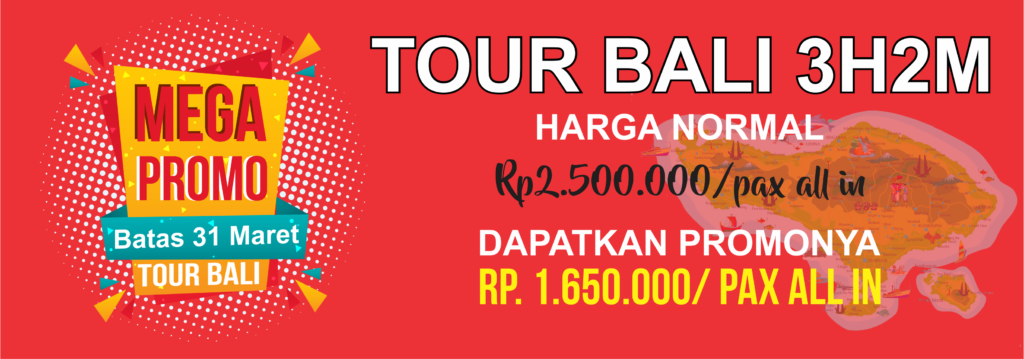 MEGA
PROMO
Batas 31 Maret
TOUR BALI
TOUR BALI 3H2M
HARGA NORMAL
Rp2.500.000/pax all in
DAPATKAN PROMONYA
RP. 1.650.000/ PAX ALL IN